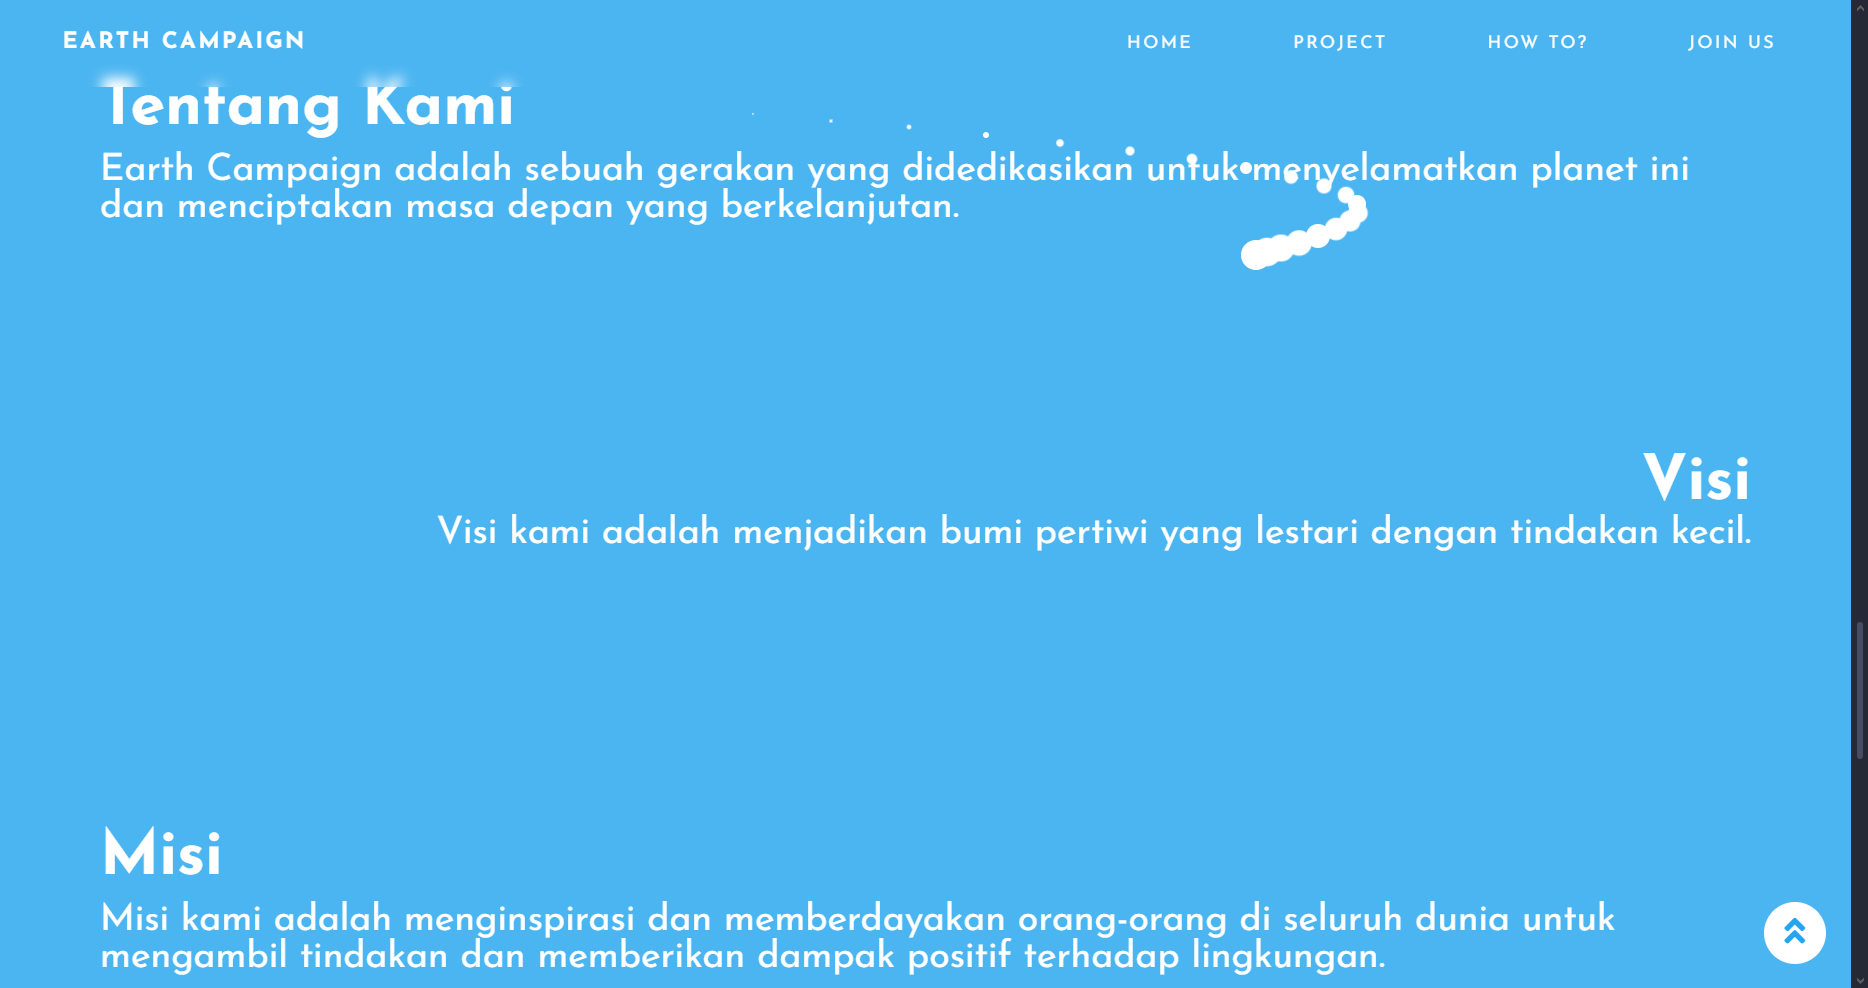 EARTH CAMPAIGN
HOME
PROJECT
HOW TO?
JOIN US
Tentang Kami
Earth Campaign adalah sebuah gerakan yang didedikasikan untuk menyelamatkan planet ini
dan menciptakan masa depan yang berkelanjutan.
Visi
Visi kami adalah menjadikan bumi pertiwi yang lestari dengan tindakan kecil.
Misi
Misi kami adalah menginspirasi dan memberdayakan orang-orang di seluruh dunia untuk
mengambil tindakan dan memberikan dampak positif terhadap lingkungan.